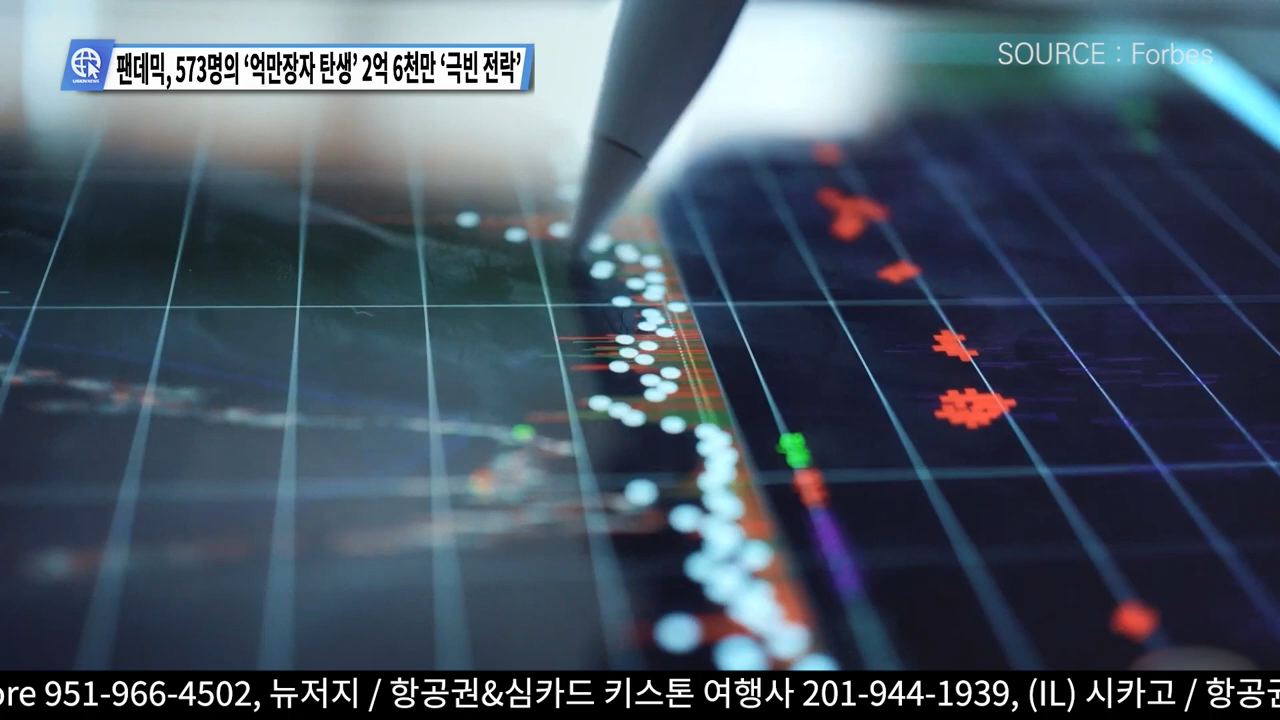 팬데믹, 573명의 ‘억만장자 탄생’ 2억 6천만 ‘극빈 전락’
SOURCE : Forbes
ore 951-966-4502, 뉴저지 / 항공권&심카드 키스톤 여행사 201-944-1939, (IL) 시카고 / 항공권